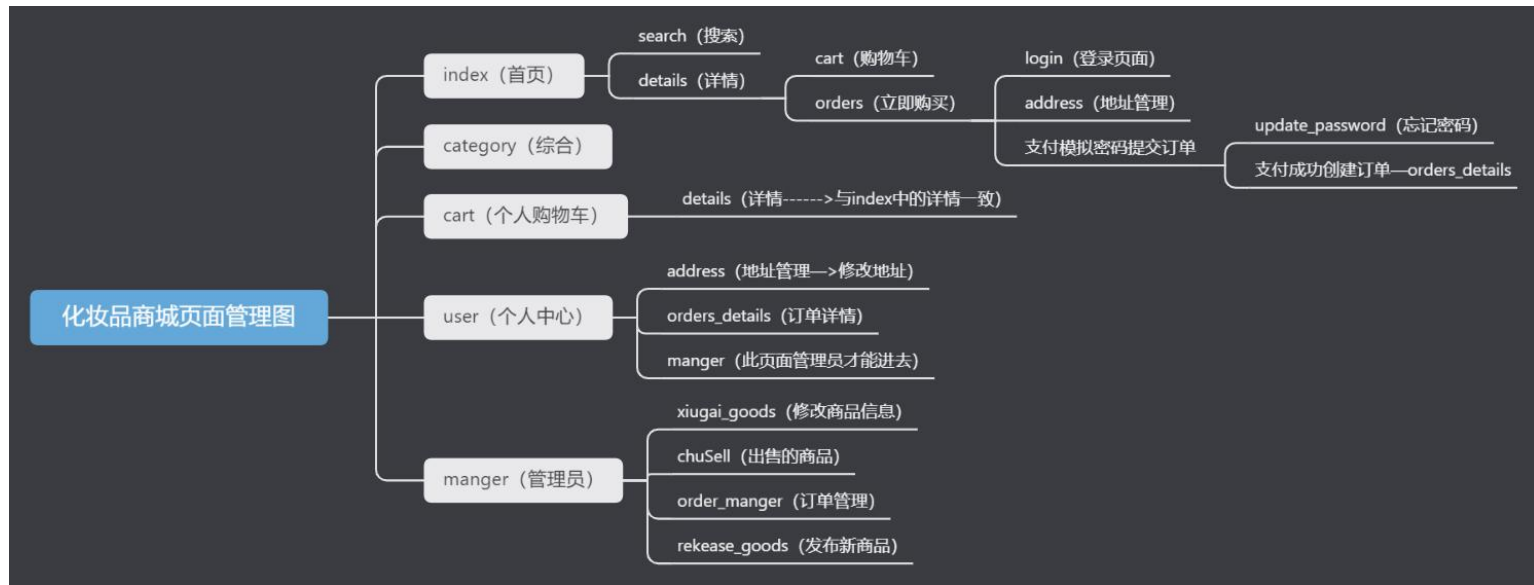 化妆品商城页面管理图
index（首页）
search（搜索）
details（详情）
cart（购物车）
orders（立即购买）
login（登录页面）
address（地址管理）
支付模拟密码提交订单
update_password（忘记密码）
支付成功创建订单—orders_details
category（综合）
cart（个人购物车）
details（详情------>与index中的详情一致）
user（个人中心）
address（地址管理—>修改地址）
orders_details（订单详情）
manger（此页面管理员才能进去）
manger（管理员）
xiugai_goods（修改商品信息）
chuSell（出售的商品）
order_manger（订单管理）
rekease_goods（发布新商品）